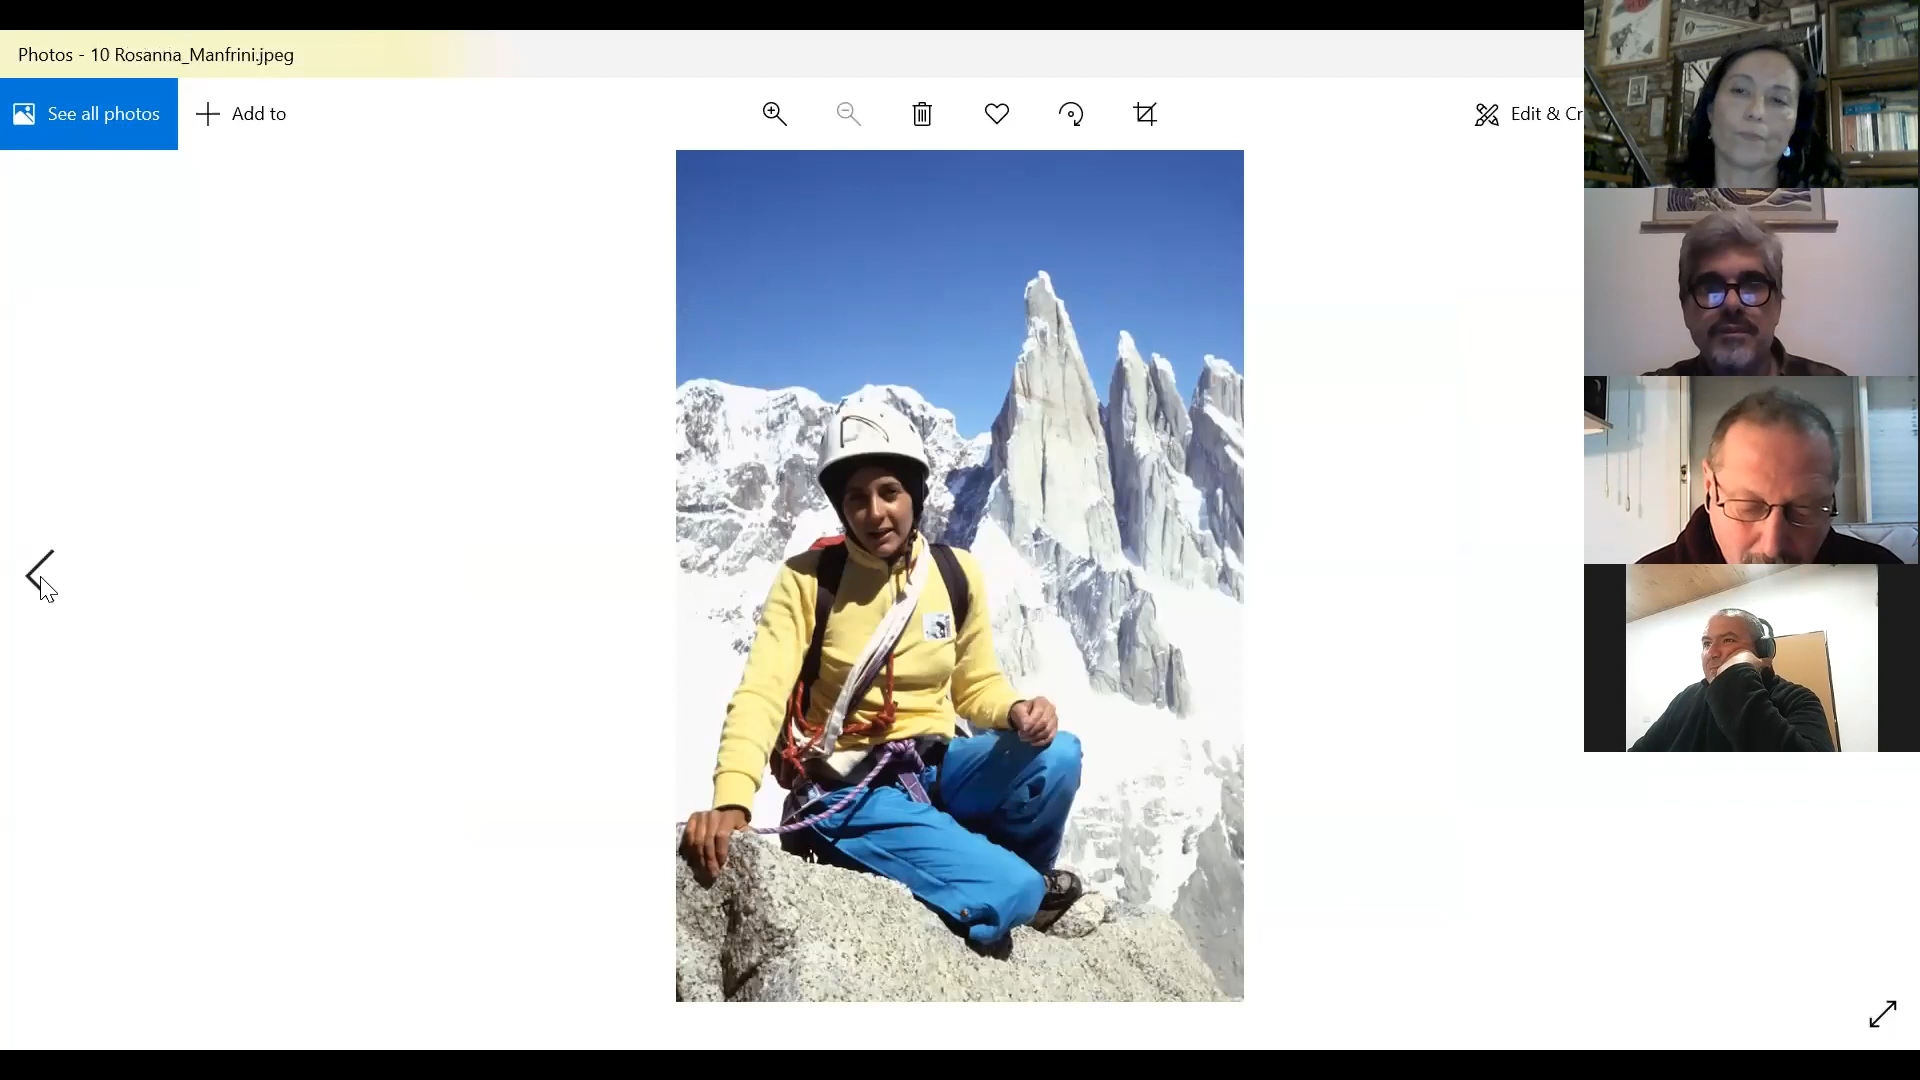 Photos - 10 Rosanna_Manfrini.jpeg
See all photos
Add to
Edit & Cr